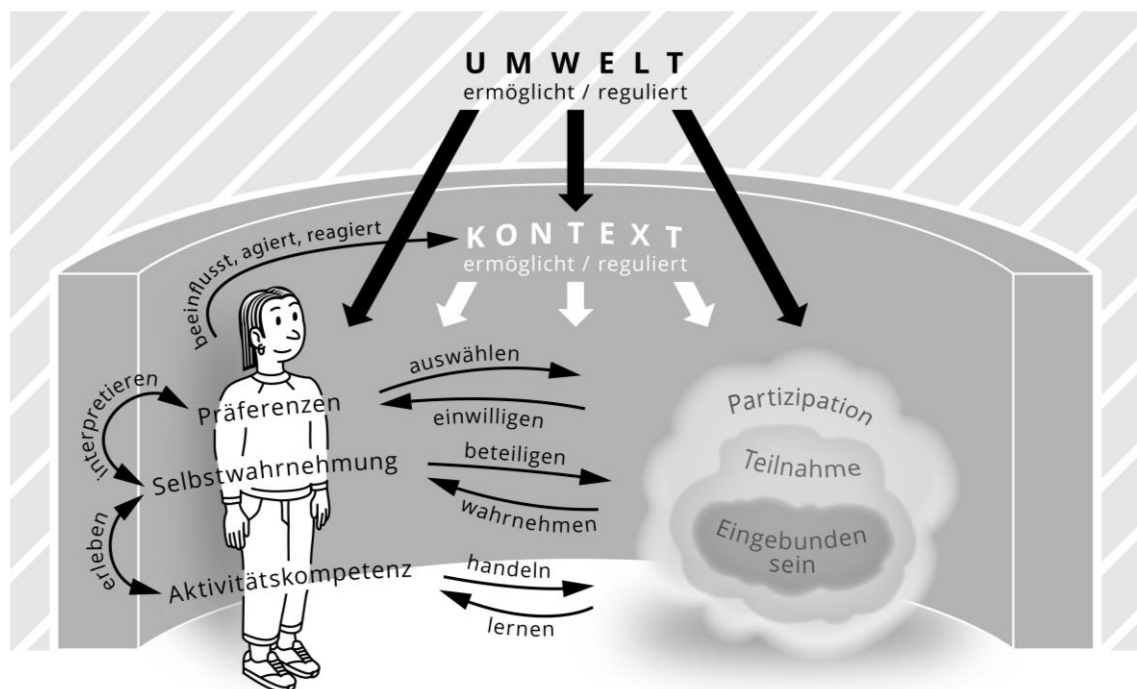 UMWELT
ermöglicht / reguliert
KONTEXT
ermöglicht / reguliert
beeinflusst, agiert, reagiert
interpretieren
erleben
Präferenzen
Selbstwahrnehmung
Aktivitätskompetenz
auswählen
einwilligen
beteiligen
wahrnehmen
handeln
lernen
Partizipation
Teilnahme
Eingebunden
sein